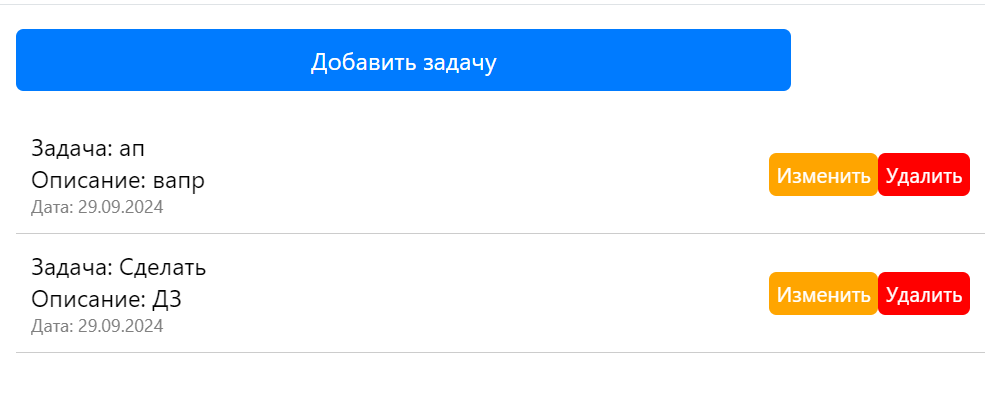 Добавить задачу
Задача: ап
Описание: вапр
Дата: 29.09.2024
Изменить Удалить
Задача: Сделать
Описание: ДЗ
Дата: 29.09.2024
Изменить Удалить